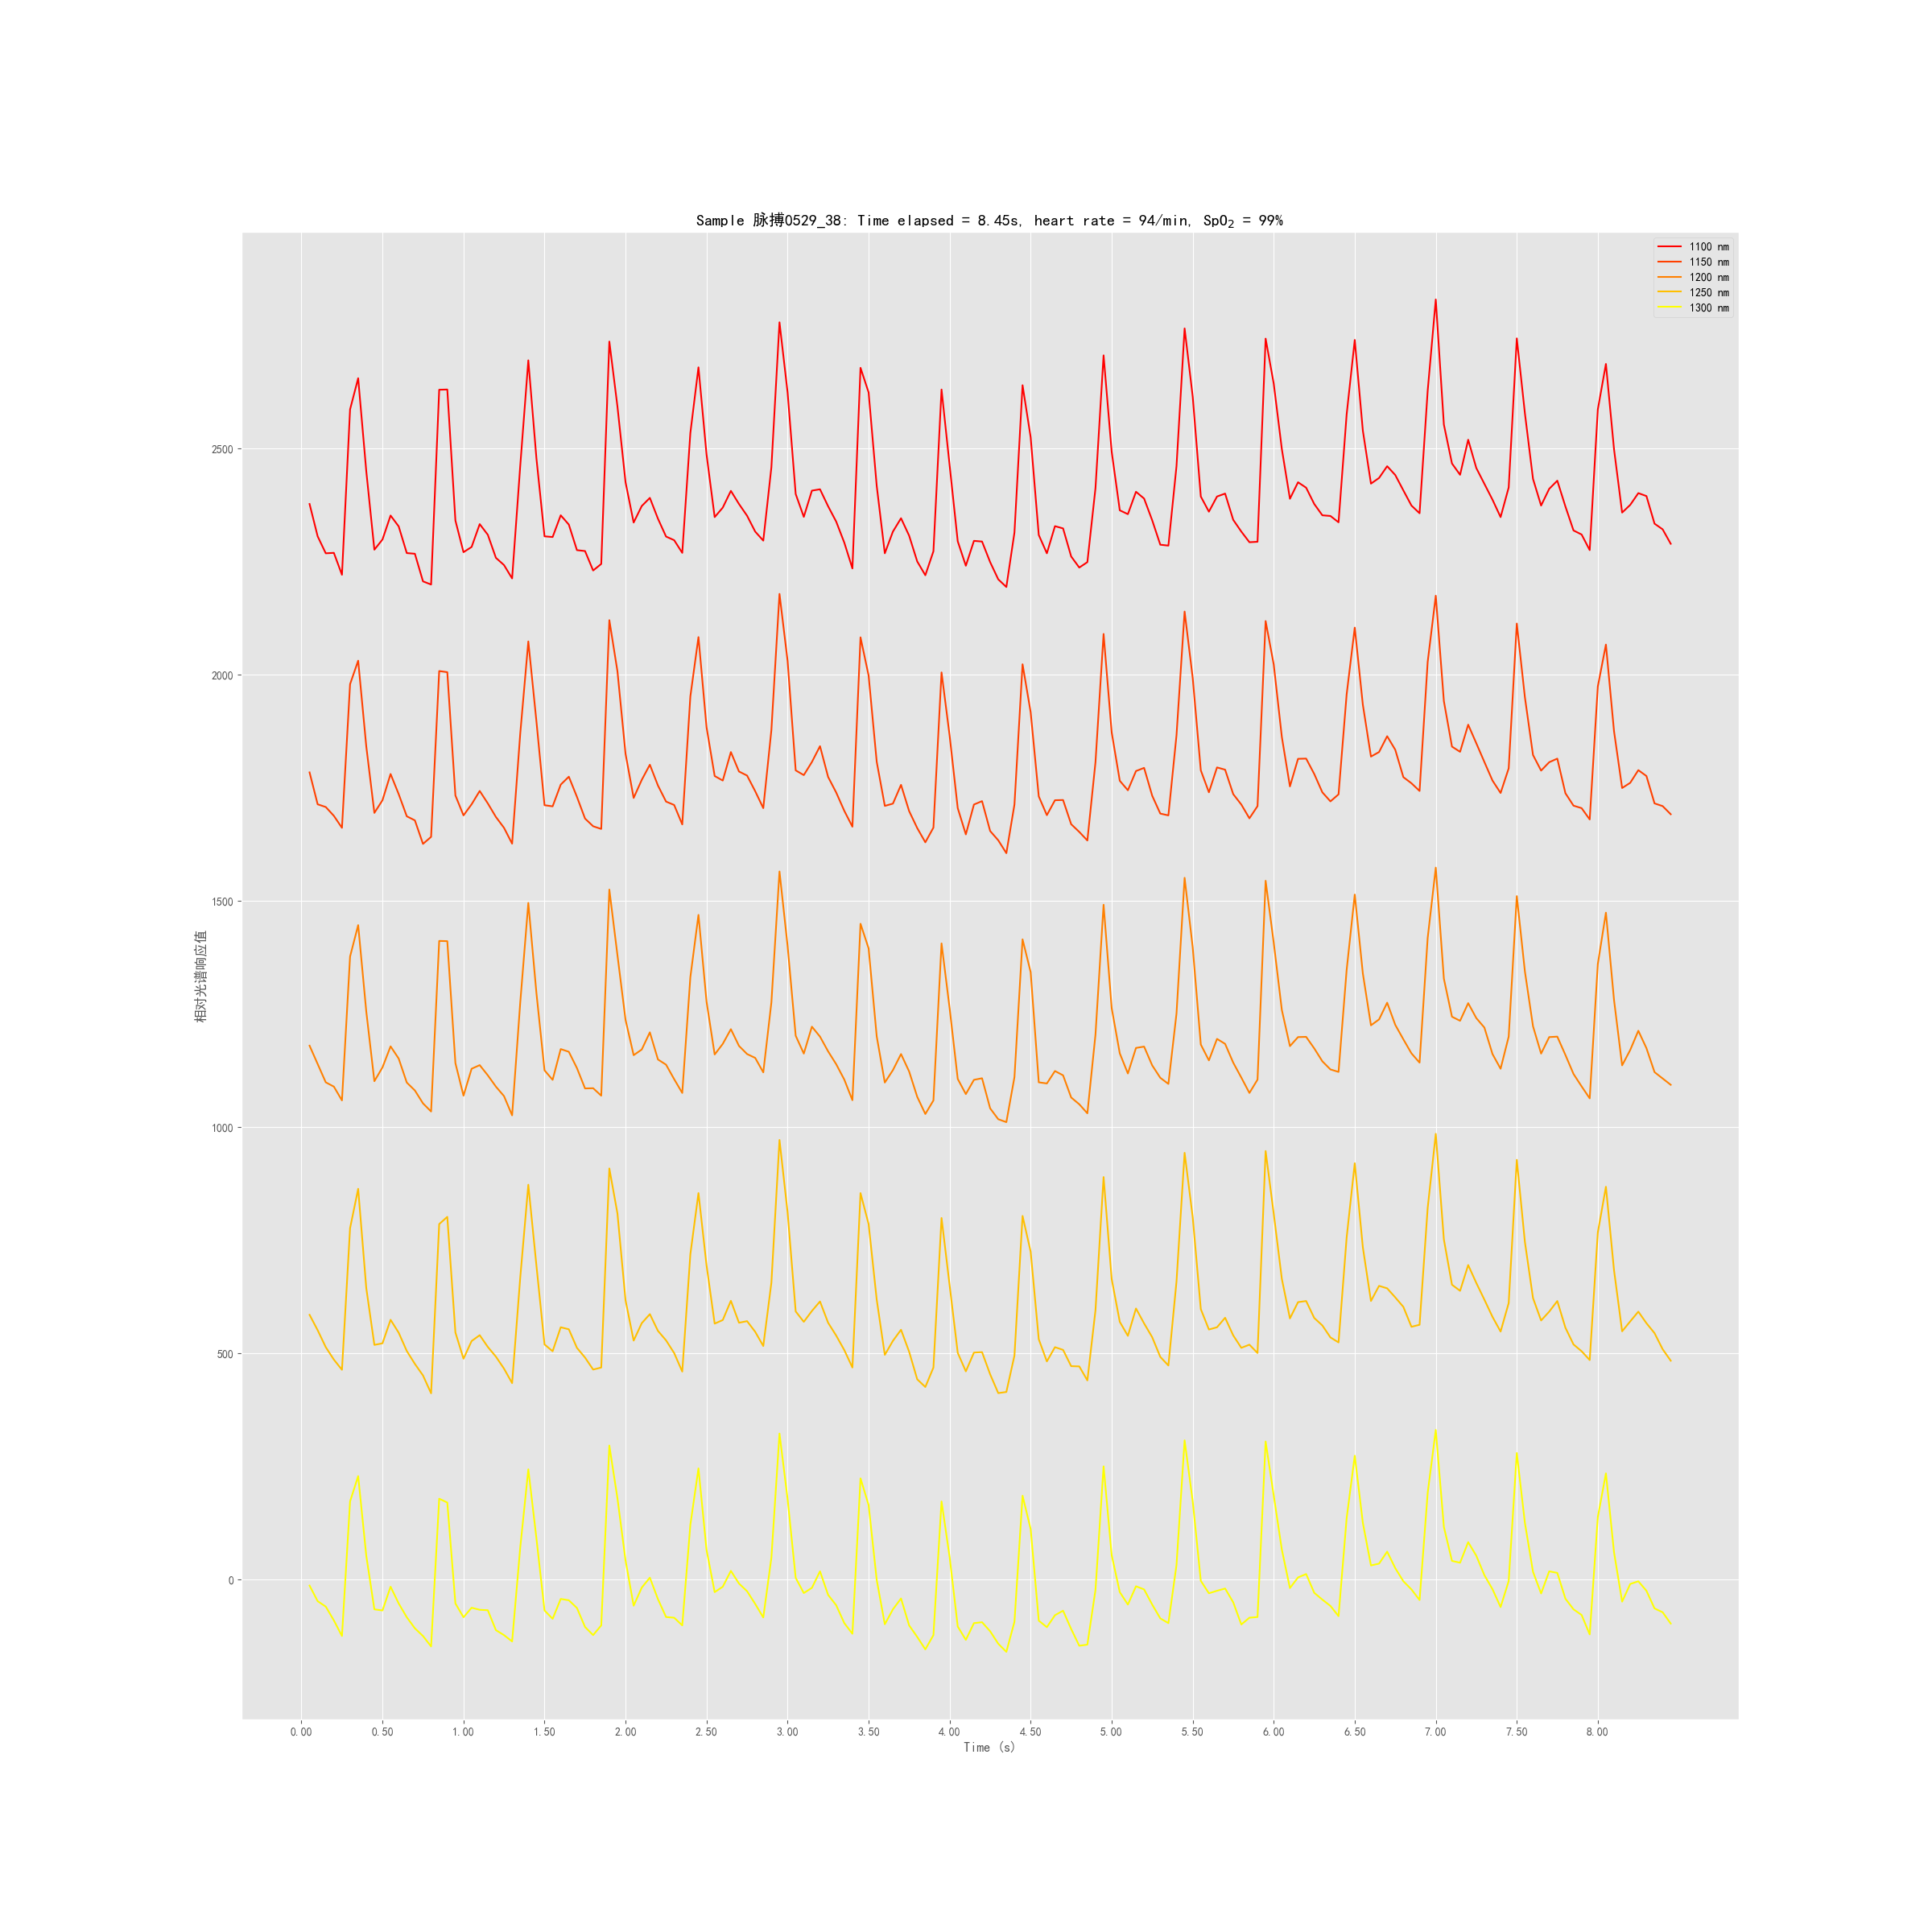 Sample 脉搏0529_38: Time elapsed = 8.45s, heart rate = 94/min, SpO₂ = 99%
1100 nm
1150 nm
1200 nm
1250 nm
1300 nm
2500
2000
1500
1000
500
0
相对光谱响应值
0.00 0.50 1.00 1.50 2.00 2.50 3.00 3.50 4.00 4.50 5.00 5.50 6.00 6.50 7.00 7.50 8.00
Time (s)